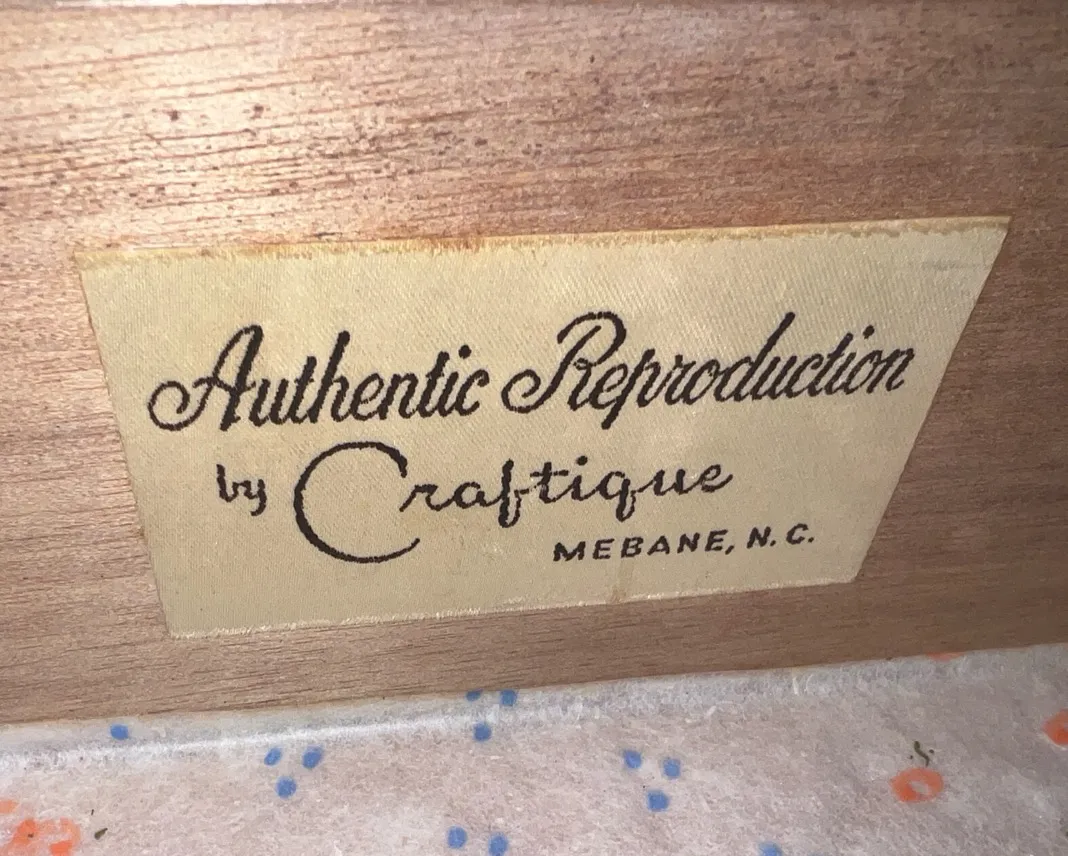 Authentic Reproduction
by Craftique
MEBANE, N.C.